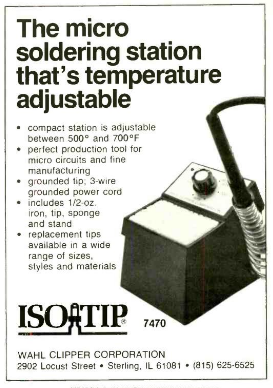 The micro
soldering station
that's temperature
adjustable
• compact station is adjustable
between 500° and 700°F
• perfect production tool for
micro circuits and fine
manufacturing
• grounded tip; 3-wire
grounded power cord
• includes 1/2-oz.
iron, tip, sponge
and stand
• replacement tips
available in a wide
range of sizes,
styles and materials
ISO TIP®
7470
WAHL CLIPPER CORPORATION
2902 Locust Street • Sterling, IL 61081 • (815) 625-6525